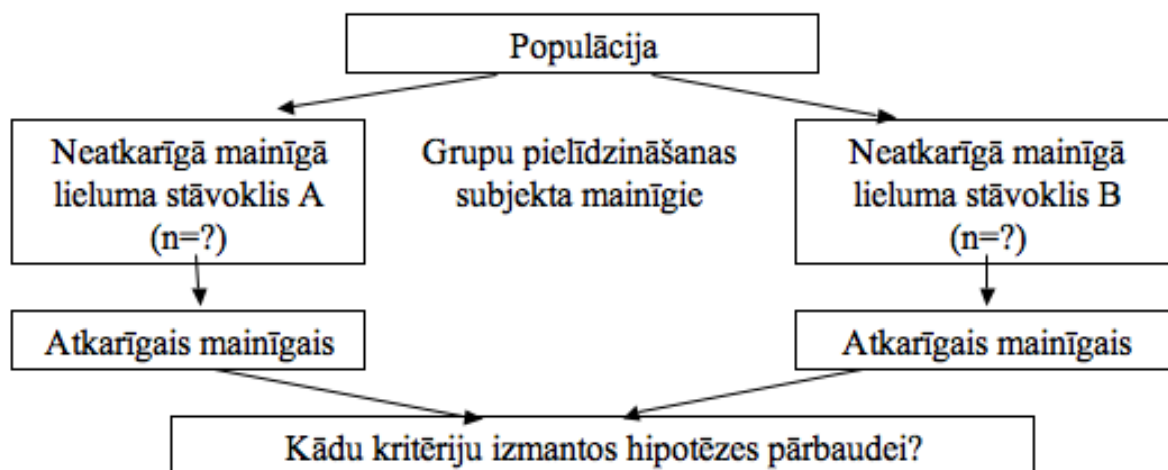 Populācija
Neatkarīgā mainīgā
lieluma stāvoklis A
(n=?)
Grupu pielīdzināšanas
subjekta mainīgie
Neatkarīgā mainīgā
lieluma stāvoklis B
(n=?)
Atkarīgais mainīgais
Atkarīgais mainīgais
Kādu kritēriju izmantos hipotēzes pārbaudei?